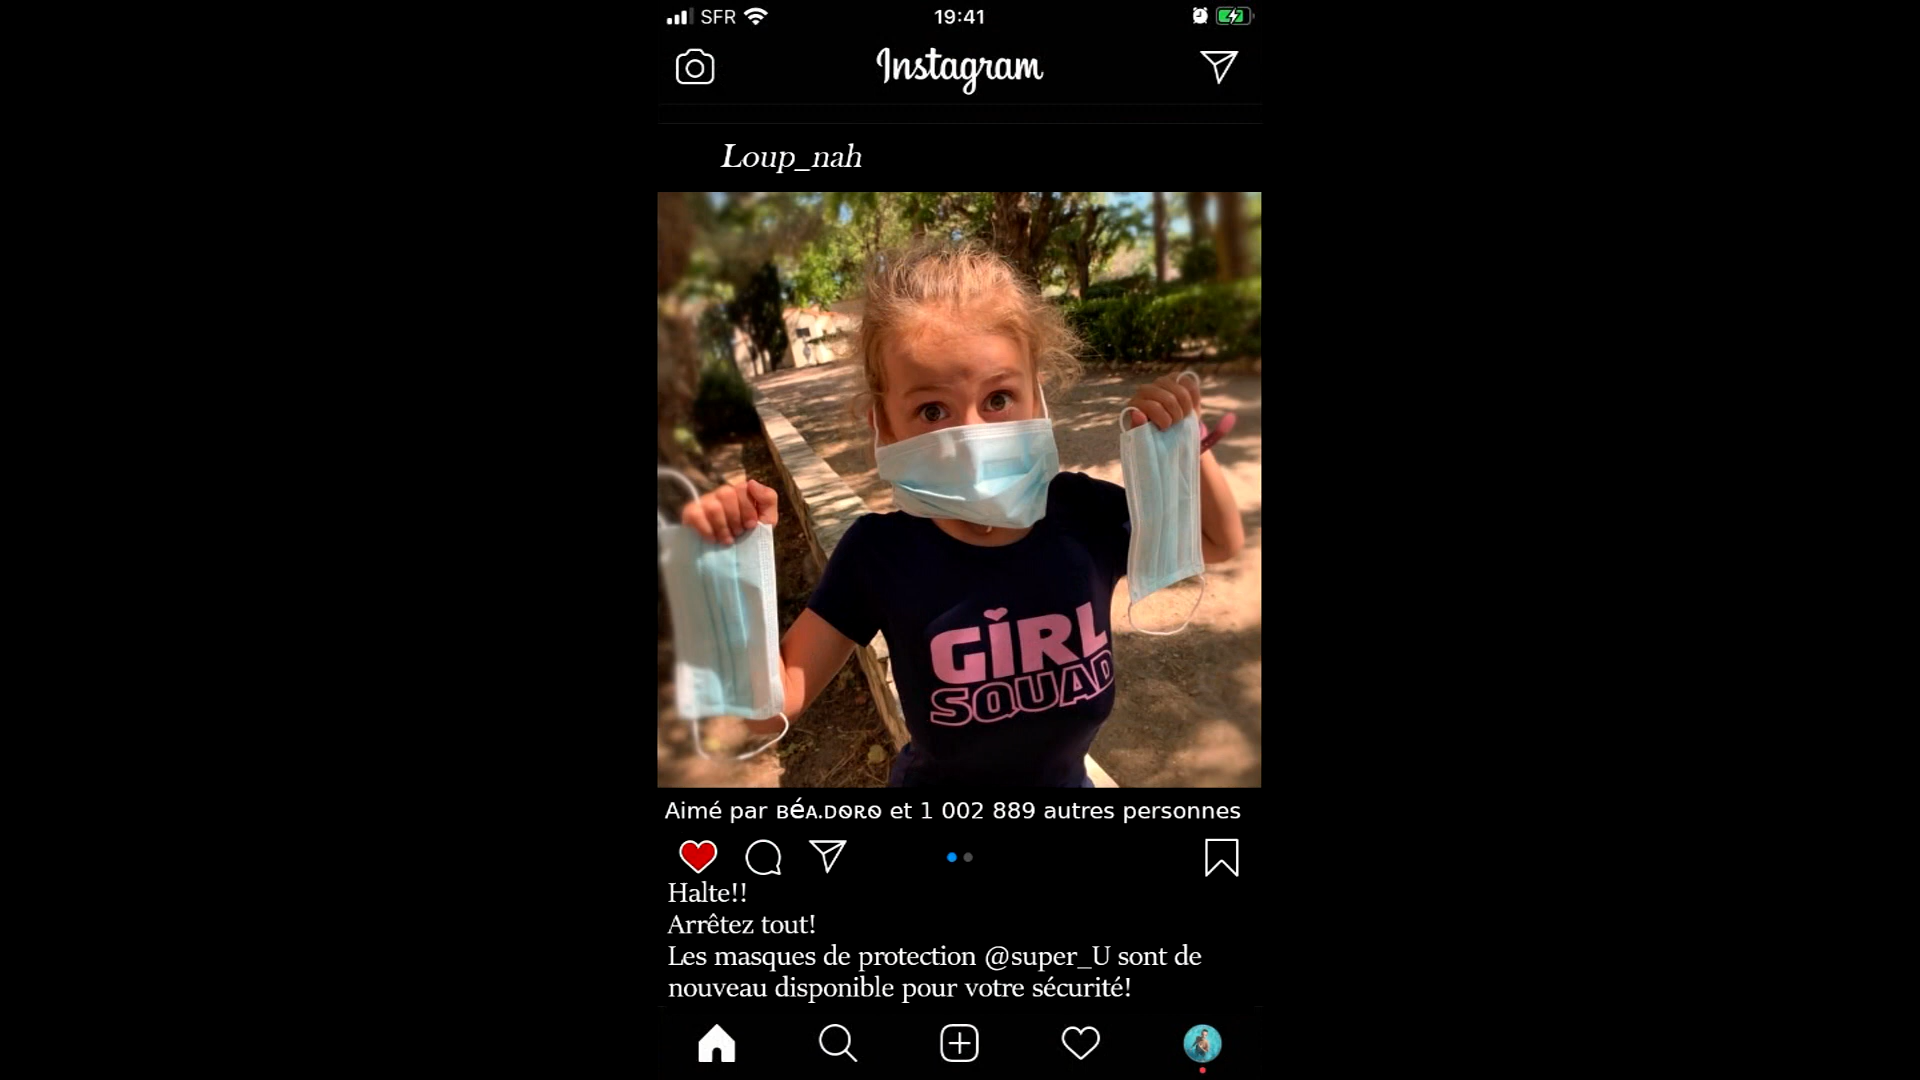 SFR 19:41
Instagram
Loup_nah
GiRL
SQUAD
Aimé par BéA.DORO et 1 002 889 autres personnes
Halte!!
Arrêtez tout!
Les masques de protection @super_U sont de
nouveau disponible pour votre sécurité!